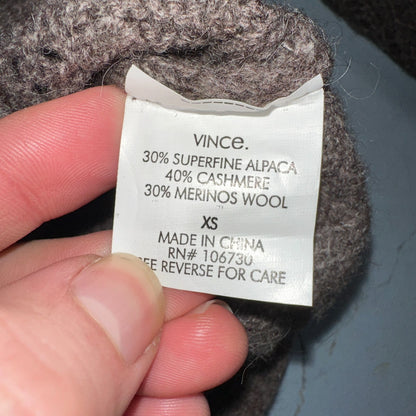 VINCE.
30% SUPERFINE ALPACA
40% CASHMERE
30% MERINOS WOOL
XS
MADE IN CHINA
RN# 106730
EE REVERSE FOR CARE